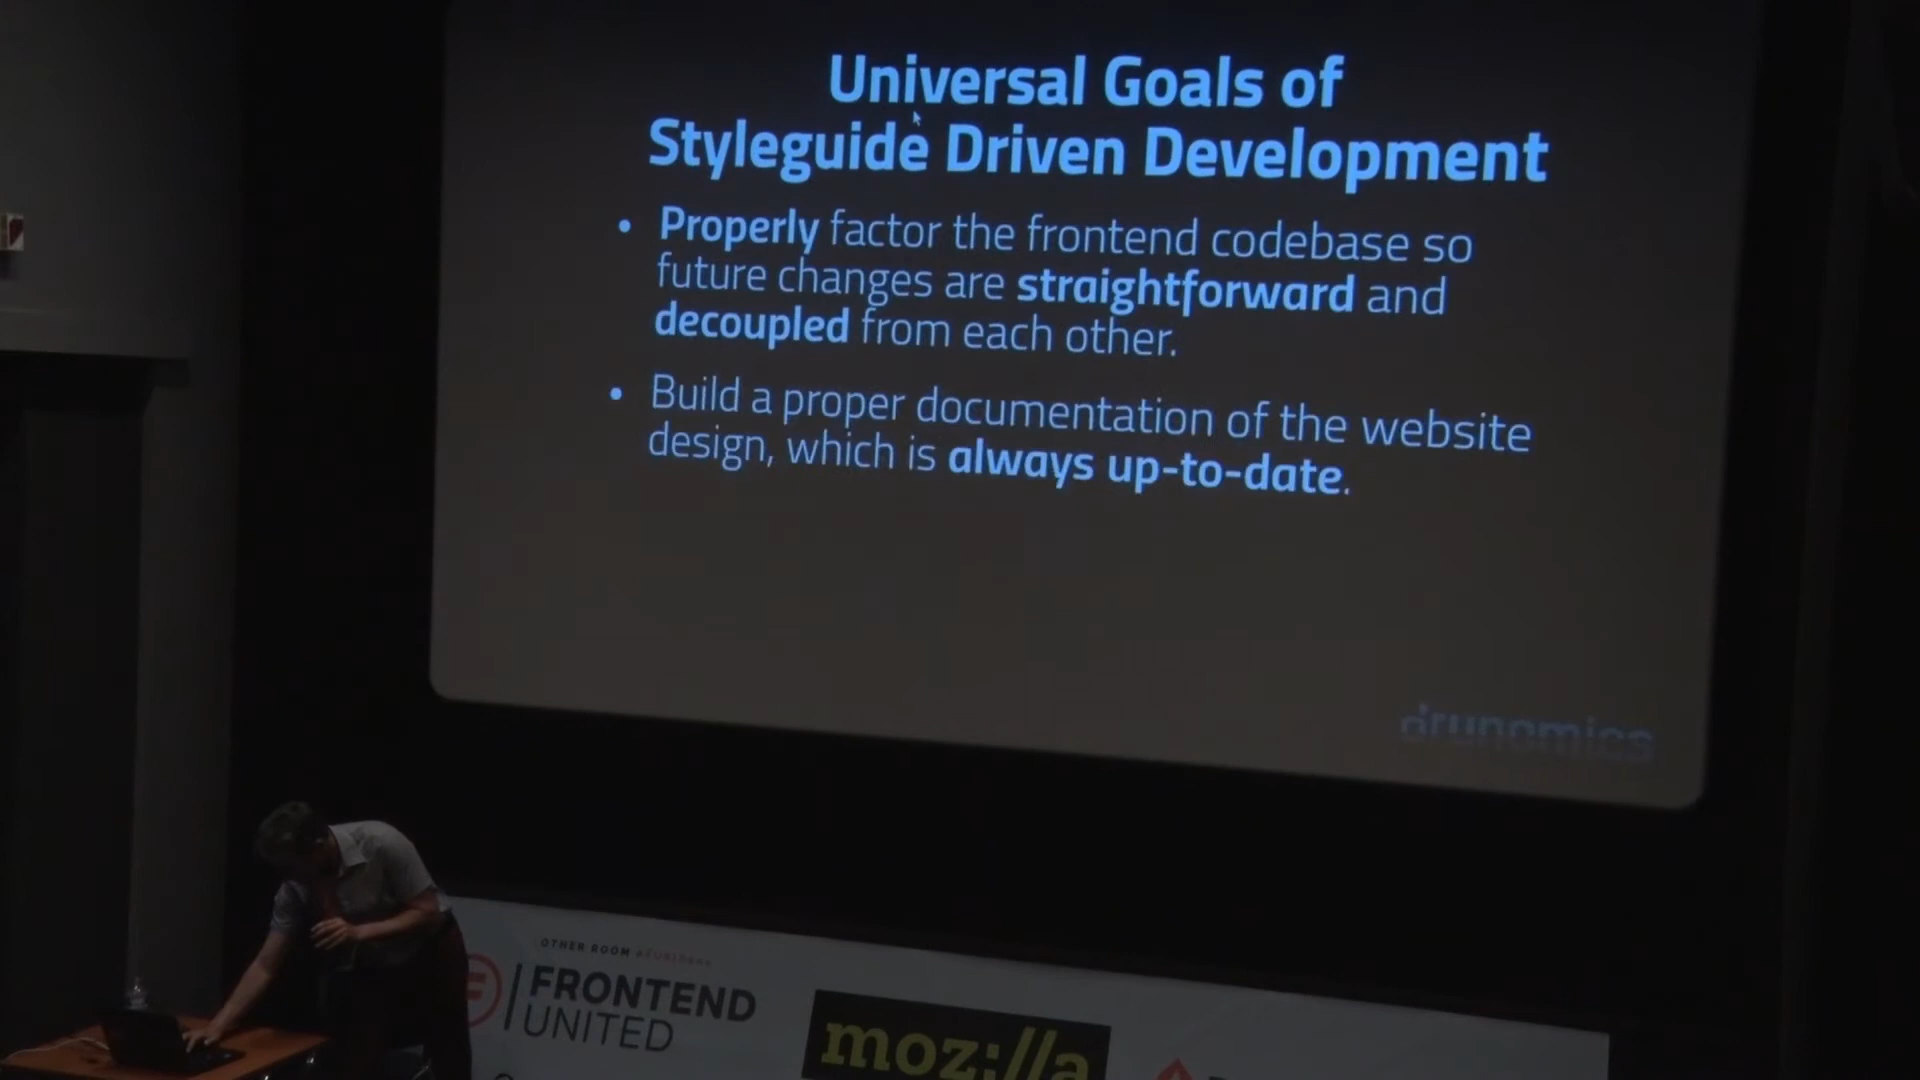 Universal Goals of
Styleguide Driven Development
• Properly factor the frontend codebase so
future changes are straightforward and
decoupled from each other.
• Build a proper documentation of the website
design, which is always up-to-date.
drunomics
OTHER ROOM
FRONTEND
UNITED
moz://a